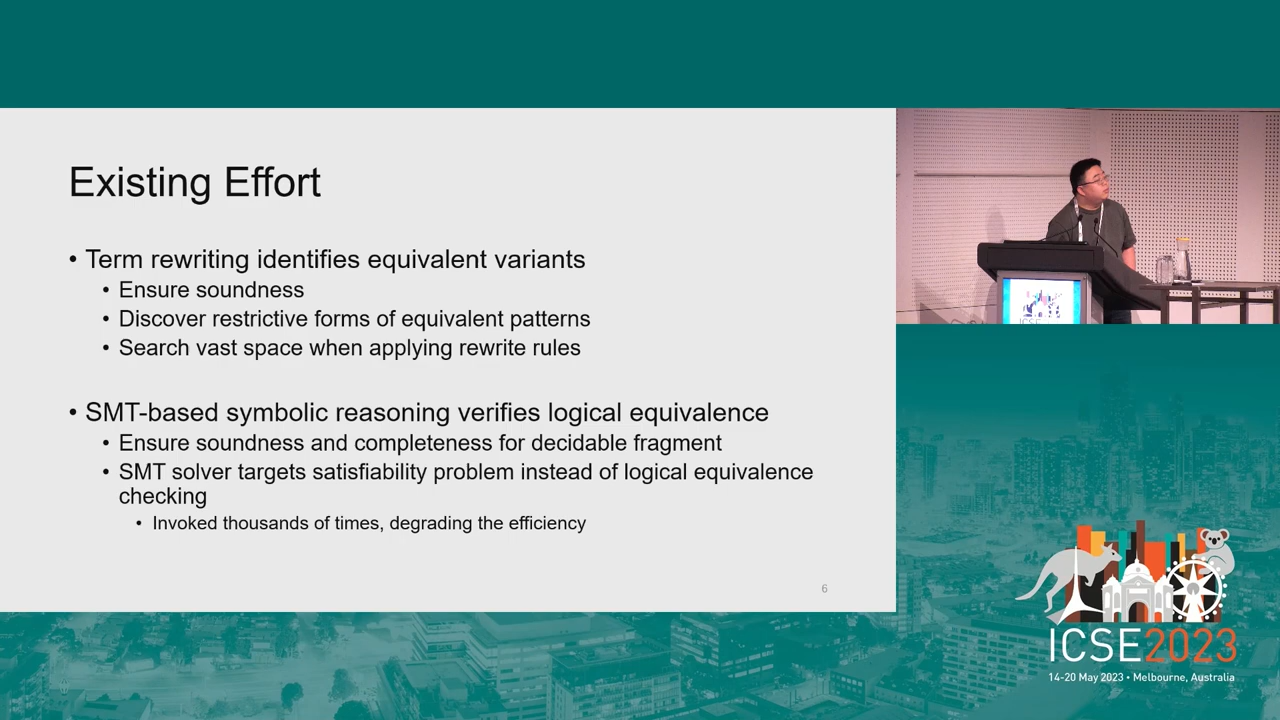 Existing Effort
• Term rewriting identifies equivalent variants
• Ensure soundness
• Discover restrictive forms of equivalent patterns
• Search vast space when applying rewrite rules
• SMT-based symbolic reasoning verifies logical equivalence
• Ensure soundness and completeness for decidable fragment
• SMT solver targets satisfiability problem instead of logical equivalence
checking
• Invoked thousands of times, degrading the efficiency
6
ICSE
ICSE2023
14-20 May 2023 • Melbourne, Australia